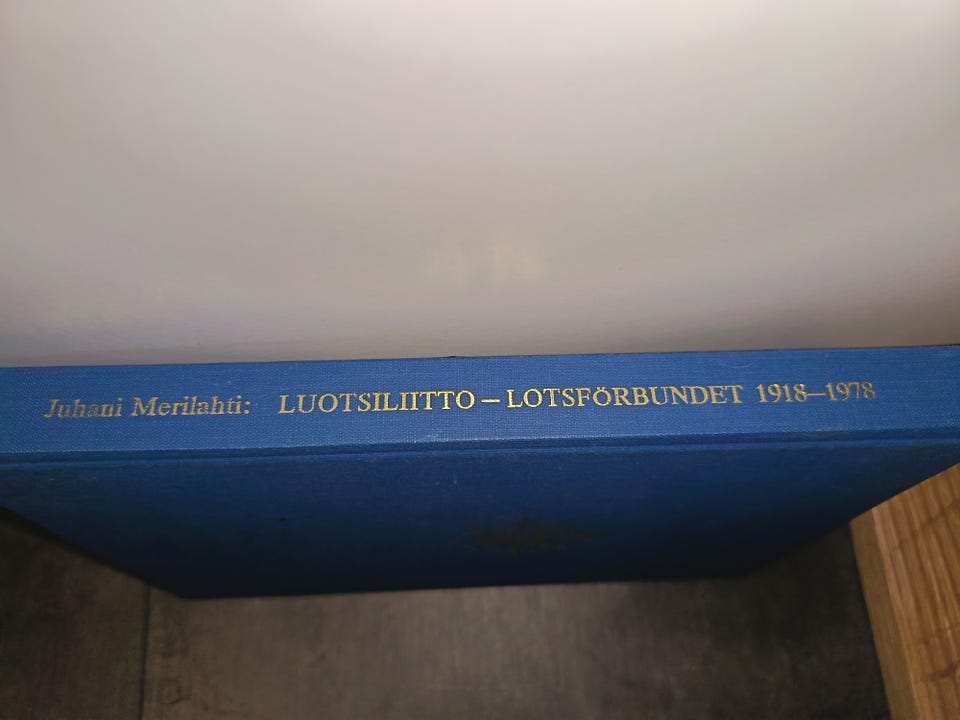 Juhani Merilahti: LUOTSILIITTO – LOTSFÖRBUNDET 1918–1978